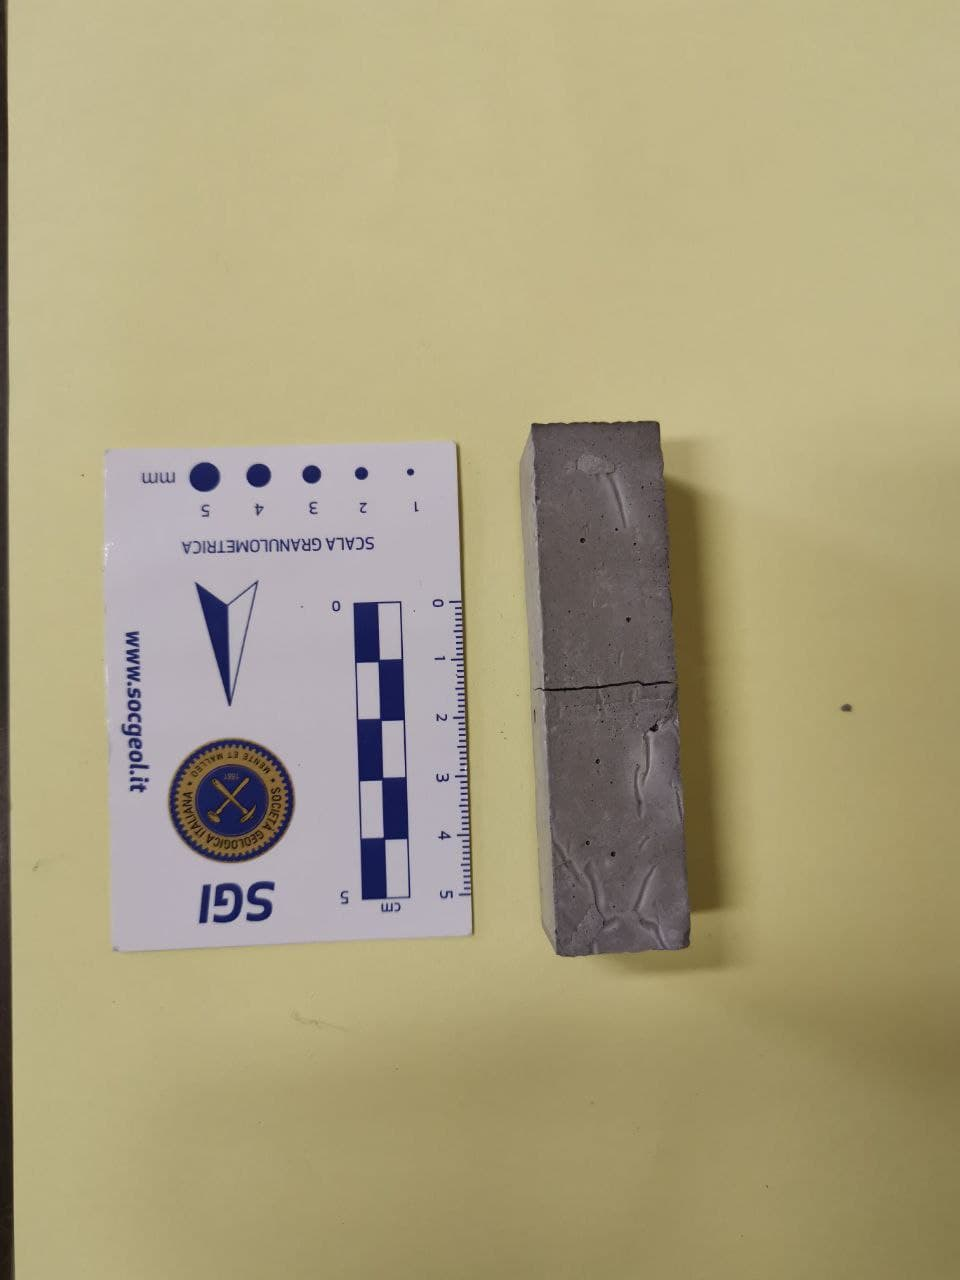 mm 5 4 3 2 1
SCALA GRANULOMETRICA
0
0 1 2 3 4 5
5 cm
www.socgeol.it
SOCIETÀ GEOLOGICA ITALIANA
MENTE ET MALLEO
1881
SGI